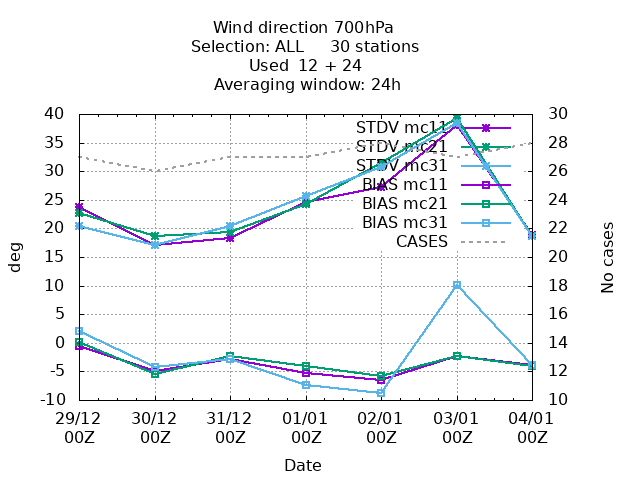 Wind direction 700hPa
Selection: ALL 30 stations
Used 12 + 24
Averaging window: 24h
40 30
35 28
30 26
25 24
20 22
15 20
10 18
5 16
0 14
-5 12
-10 10
STDV mc11
STDV mc21
STDV mc31
BIAS mc11
BIAS mc21
BIAS mc31
CASES
deg
No cases
29/12 30/12 31/12 01/01 02/01 03/01 04/01
00Z 00Z 00Z 00Z 00Z 00Z 00Z
Date